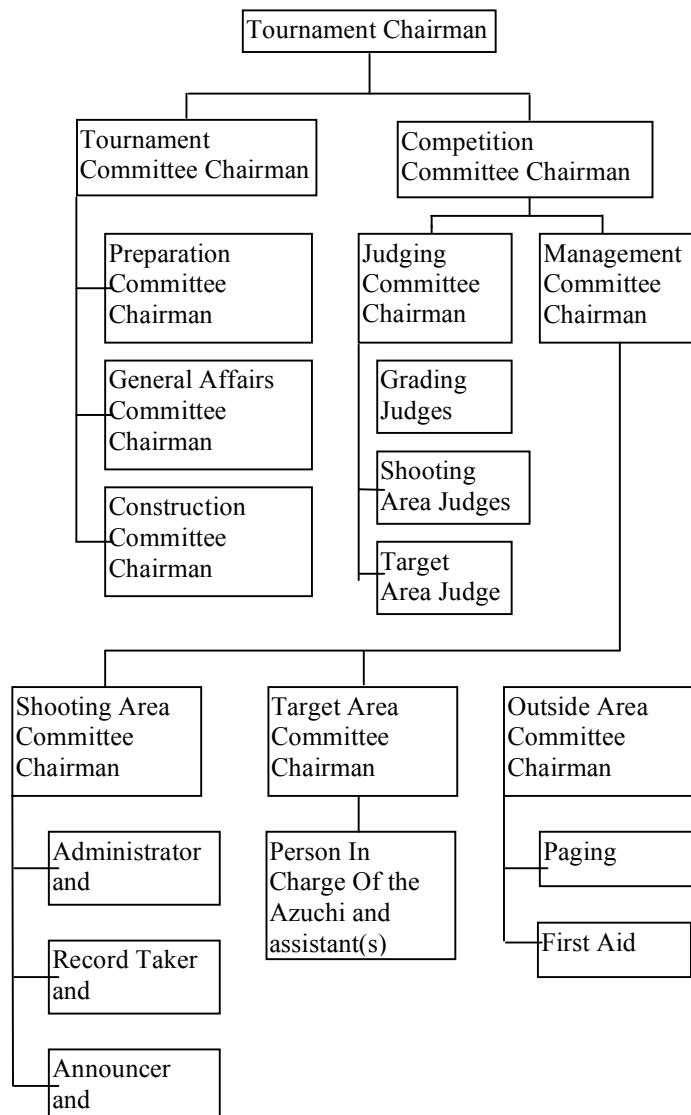 Tournament Chairman
Tournament
Committee Chairman
Competition
Committee Chairman
Preparation
Committee
Chairman
General Affairs
Committee
Chairman
Construction
Committee
Chairman
Judging
Committee
Chairman
Management
Committee
Chairman
Grading
Judges
Shooting
Area Judges
Target
Area Judge
Shooting Area
Committee
Chairman
Target Area
Committee
Chairman
Outside Area
Committee
Chairman
Administrator
and
Record Taker
and
Announcer
and
Person In
Charge Of the
Azuchi and
assistant(s)
Paging
First Aid